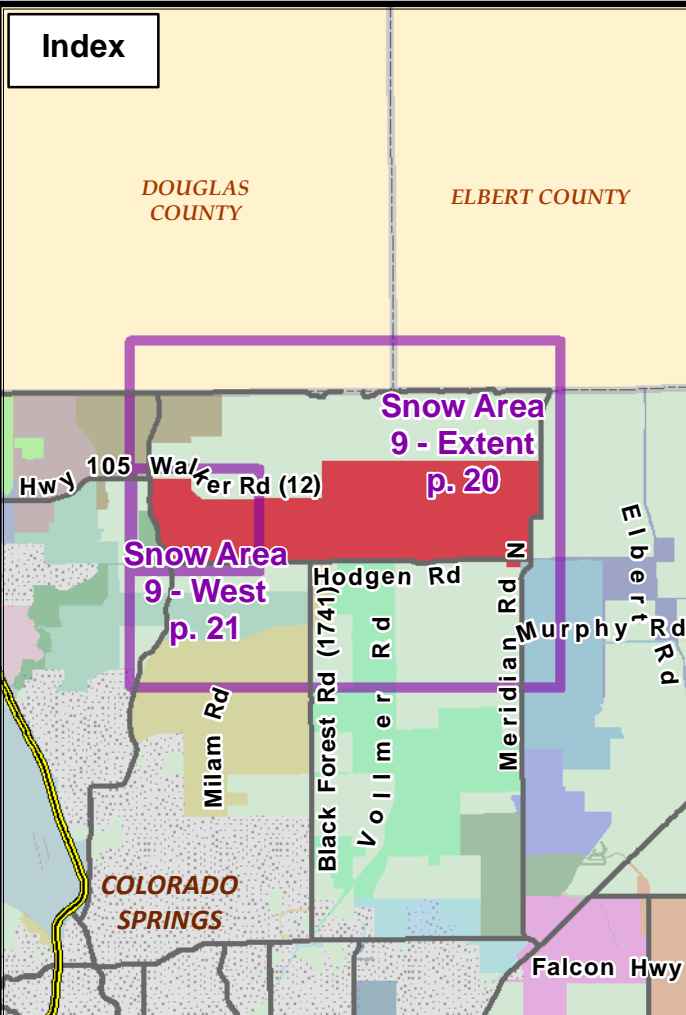 Index
DOUGLAS
COUNTY
ELBERT COUNTY
Snow Area
9 - Extent
p. 20
Hwy 105 Walker Rd (12)
Snow Area
9 - West
p. 21
Hodgen Rd
Elbert Rd
Murphy Rd
Meridian Rd N
Black Forest Rd (1741)
Vollmer Rd
Milam Rd
COLORADO
SPRINGS
Falcon Hwy